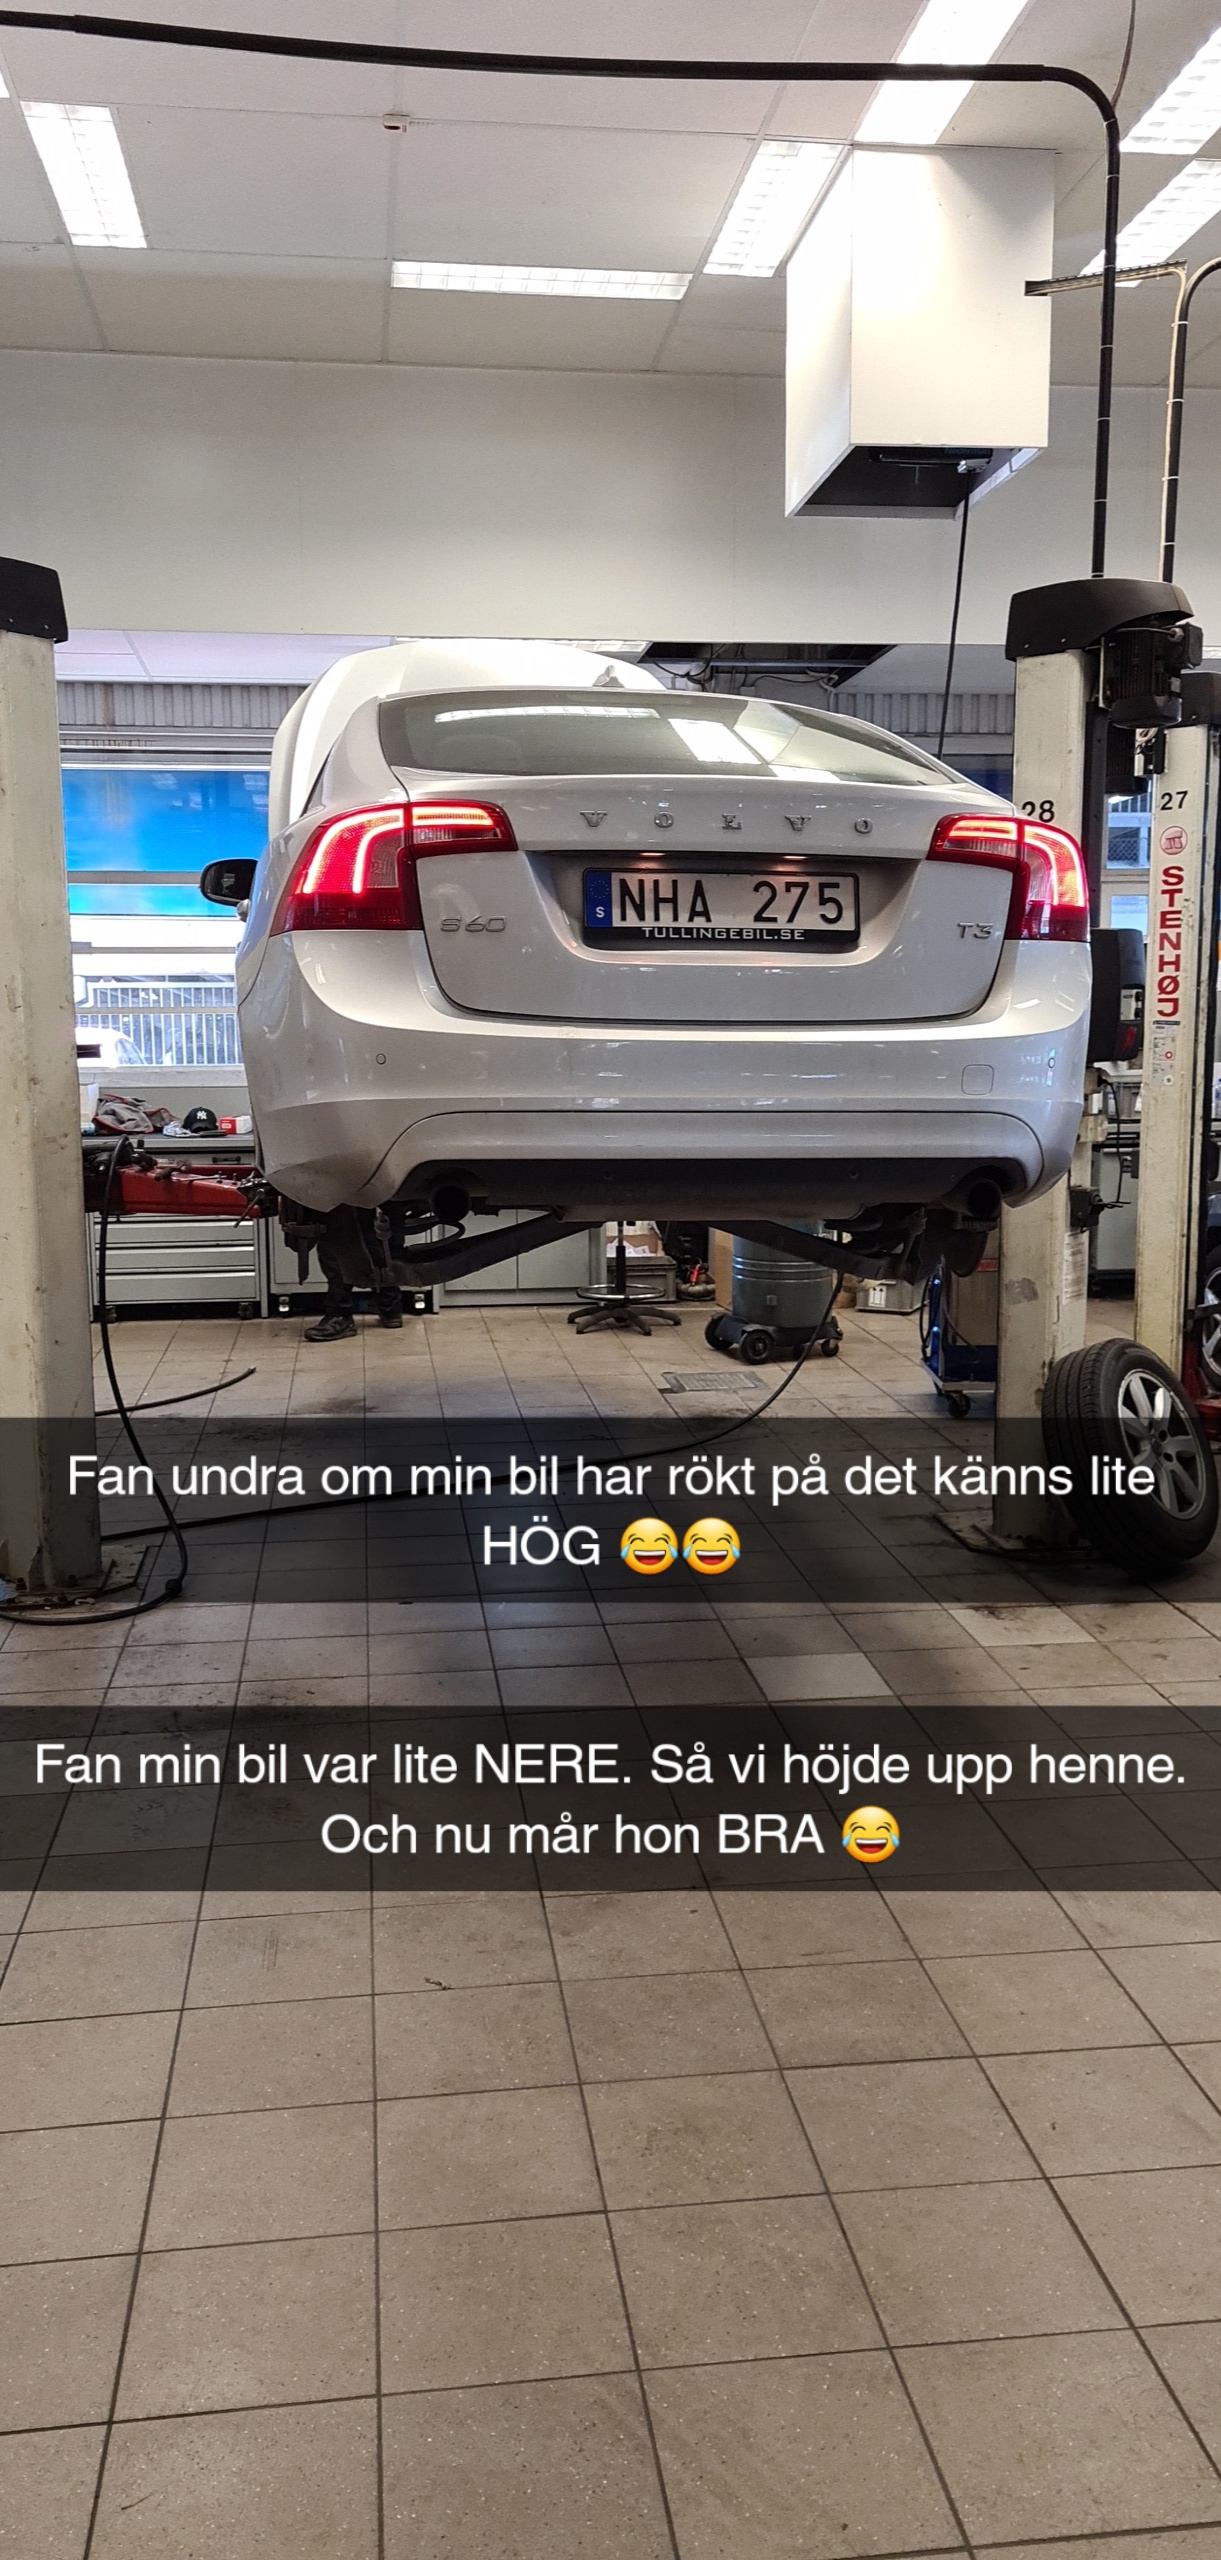 28
27
VOLVO
STENHØJ
S
NHA 275
S60
T3
TULLINGEBIL.SE
Fan undra om min bil har rökt på det känns lite
HÖG 😂😂
Fan min bil var lite NERE. Så vi höjde upp henne.
Och nu mår hon BRA 😂